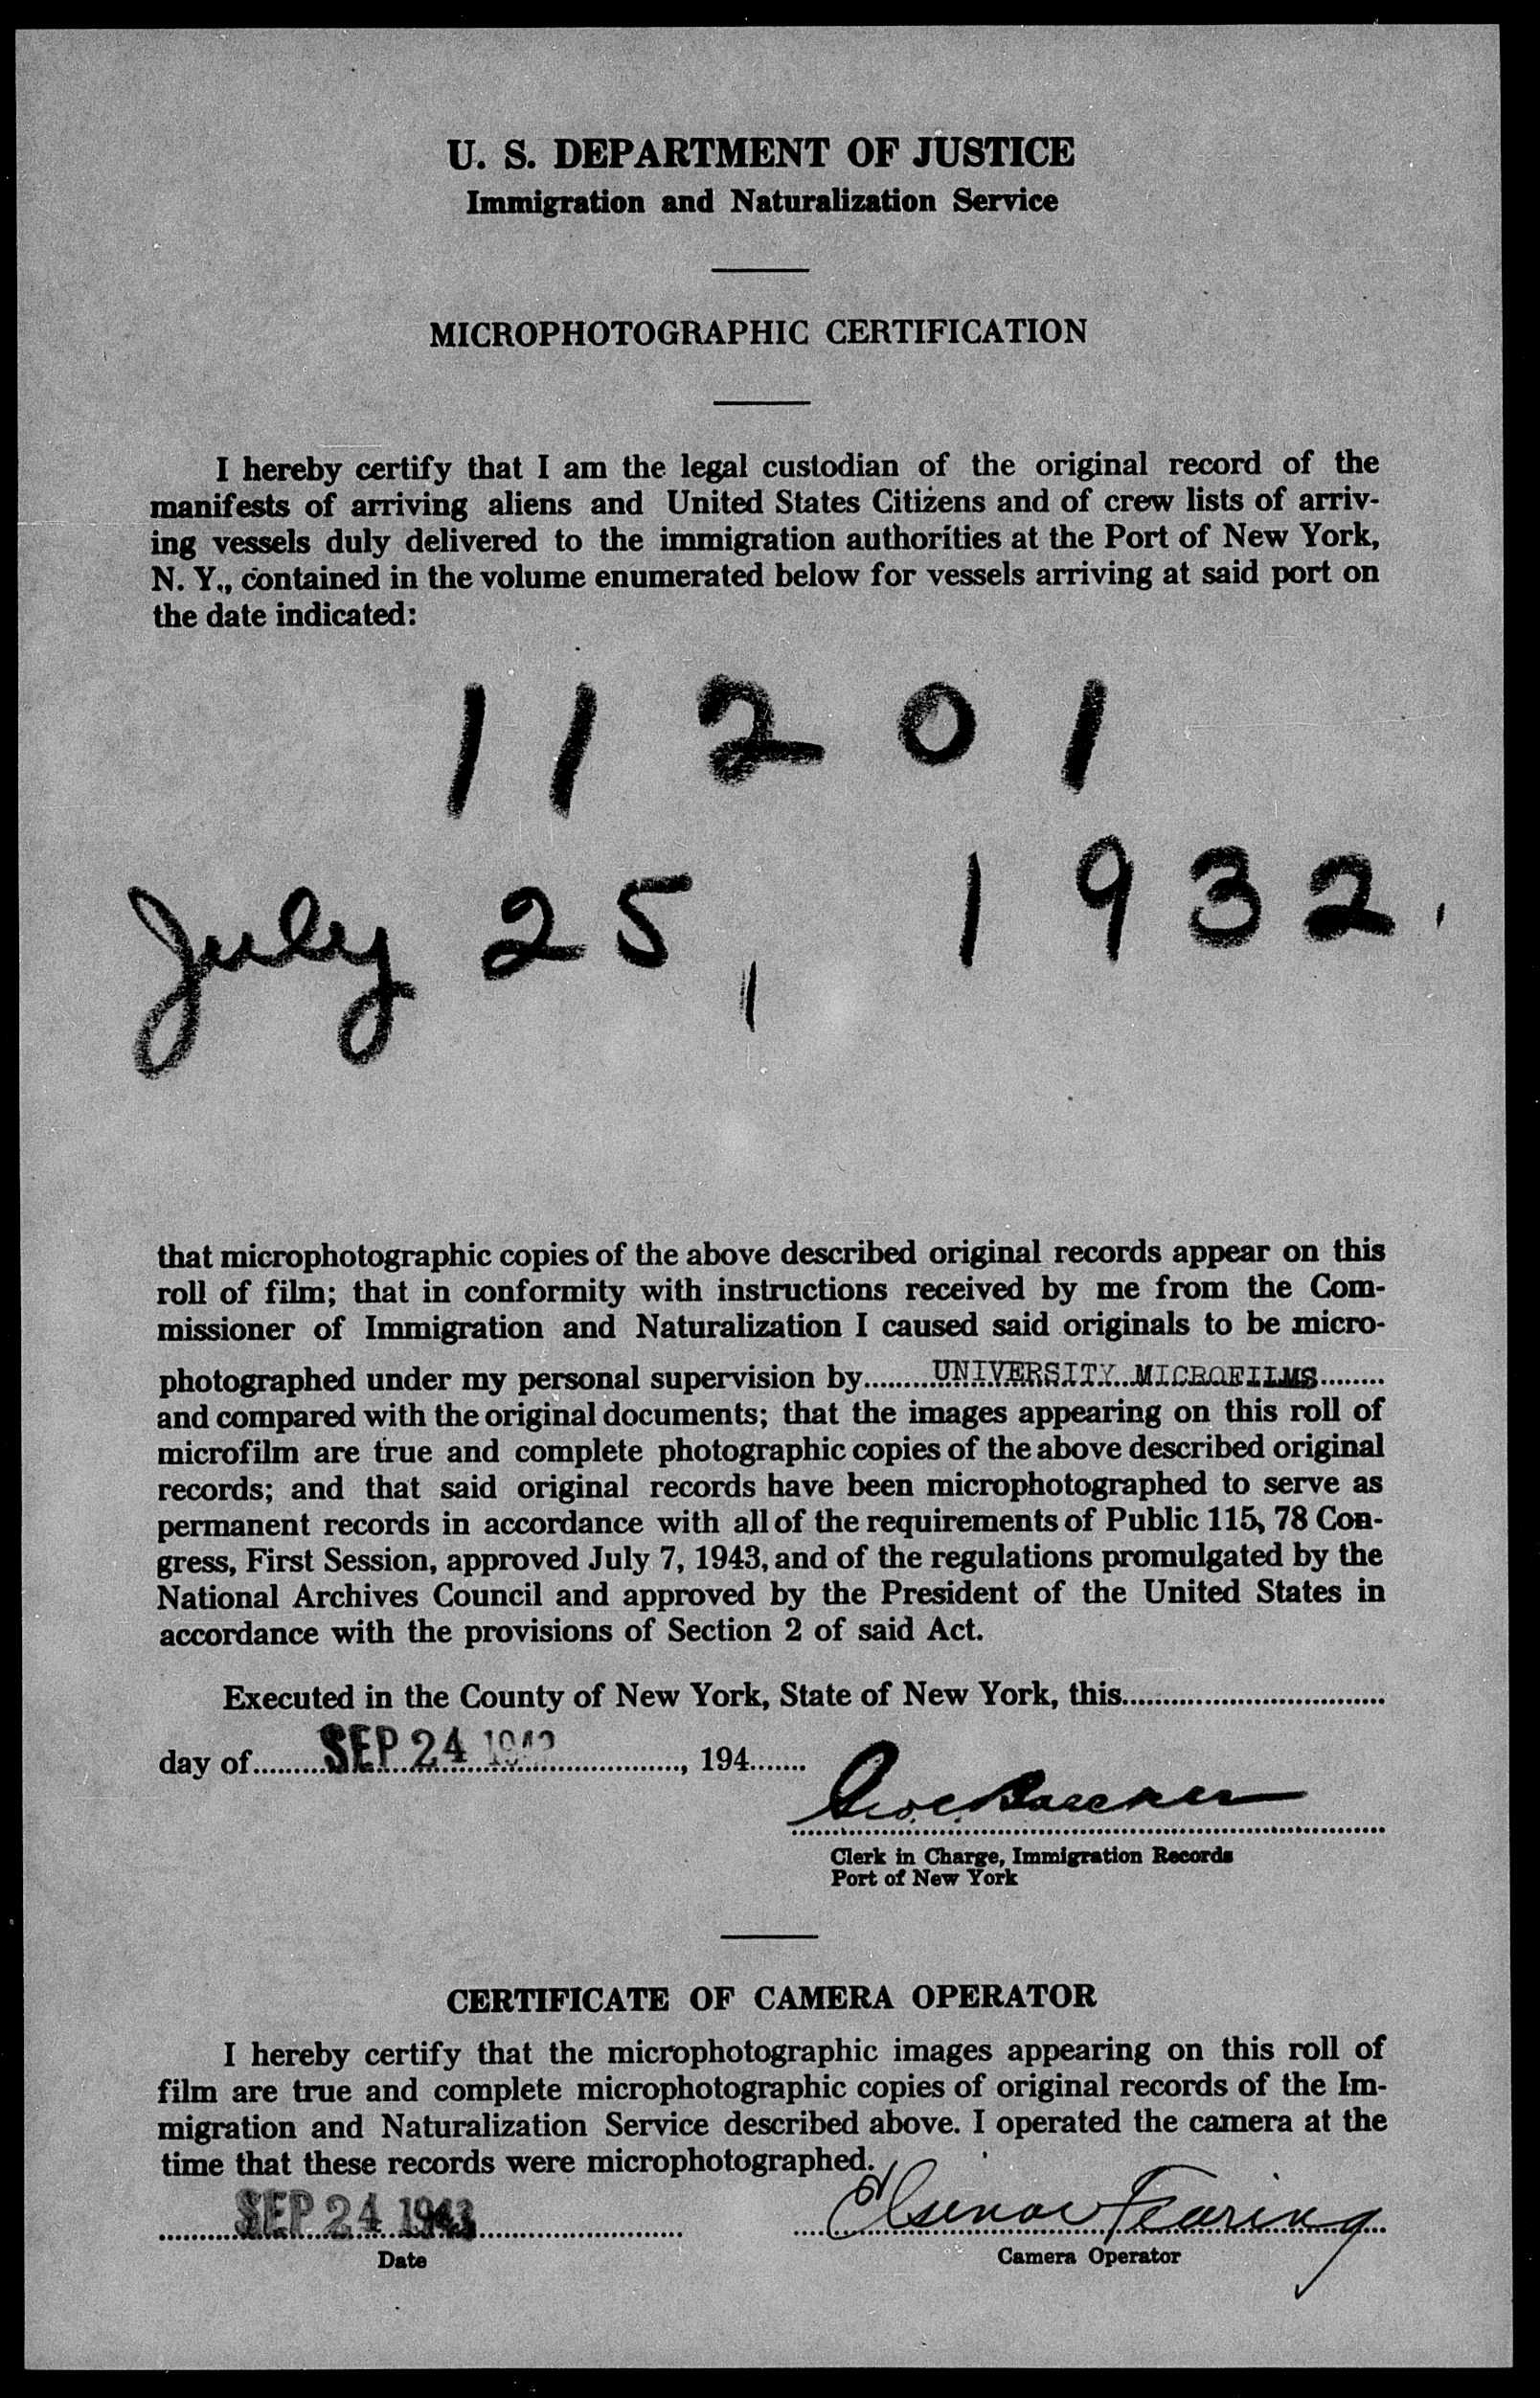 U. S. DEPARTMENT OF JUSTICE
Immigration and Naturalization Service
MICROPHOTOGRAPHIC CERTIFICATION
I hereby certify that I am the legal custodian of the original record of the
manifests of arriving aliens and United States Citizens and of crew lists of arriv-
ing vessels duly delivered to the immigration authorities at the Port of New York,
N. Y., contained in the volume enumerated below for vessels arriving at said port on
the date indicated:
11201
July 25, 1932.
that microphotographic copies of the above described original records appear on this
roll of film; that in conformity with instructions received by me from the Com-
missioner of Immigration and Naturalization I caused said originals to be micro-
photographed under my personal supervision by UNIVERSITY MICROFILMS
and compared with the original documents; that the images appearing on this roll of
microfilm are true and complete photographic copies of the above described original
records; and that said original records have been microphotographed to serve as
permanent records in accordance with all of the requirements of Public 115, 78 Con-
gress, First Session, approved July 7, 1943, and of the regulations promulgated by the
National Archives Council and approved by the President of the United States in
accordance with the provisions of Section 2 of said Act.
Executed in the County of New York, State of New York, this
day of SEP 24 1943, 194
Clerk in Charge, Immigration Records
Port of New York
CERTIFICATE OF CAMERA OPERATOR
I hereby certify that the microphotographic images appearing on this roll of
film are true and complete microphotographic copies of original records of the Im-
migration and Naturalization Service described above. I operated the camera at the
time that these records were microphotographed.
SEP 24 1943 Fearing
Date Camera Operator